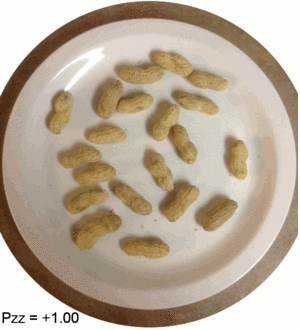 Pzz = +1.00